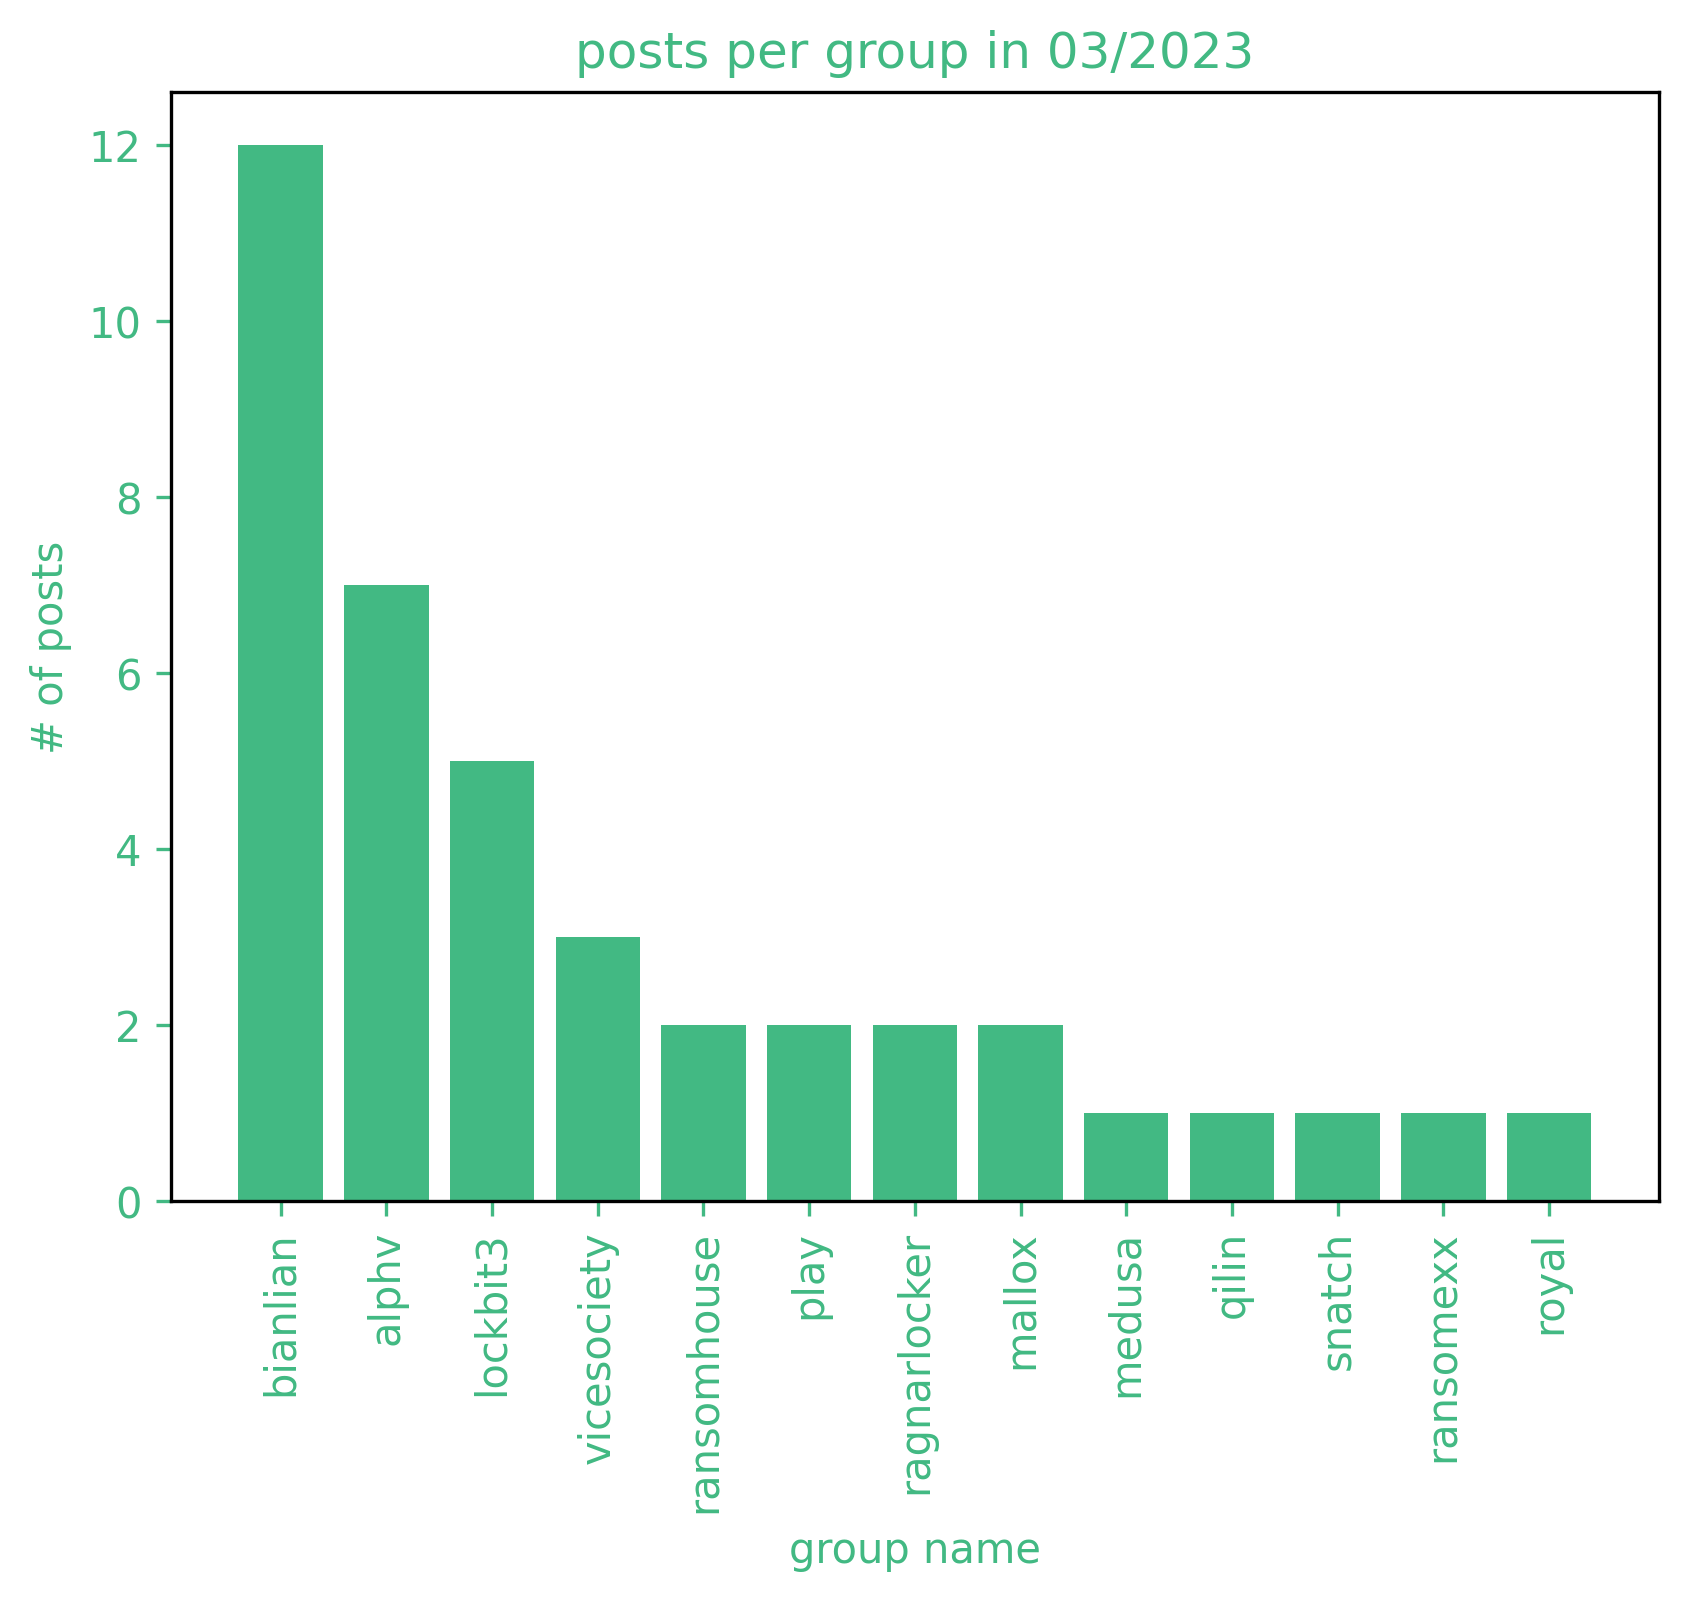 posts per group in 03/2023
12
10
8
6
4
2
0
# of posts
bianlian
alphv
lockbit3
vicesociety
ransomhouse
play
ragnarlocker
mallox
medusa
qilin
snatch
ransomexx
royal
group name